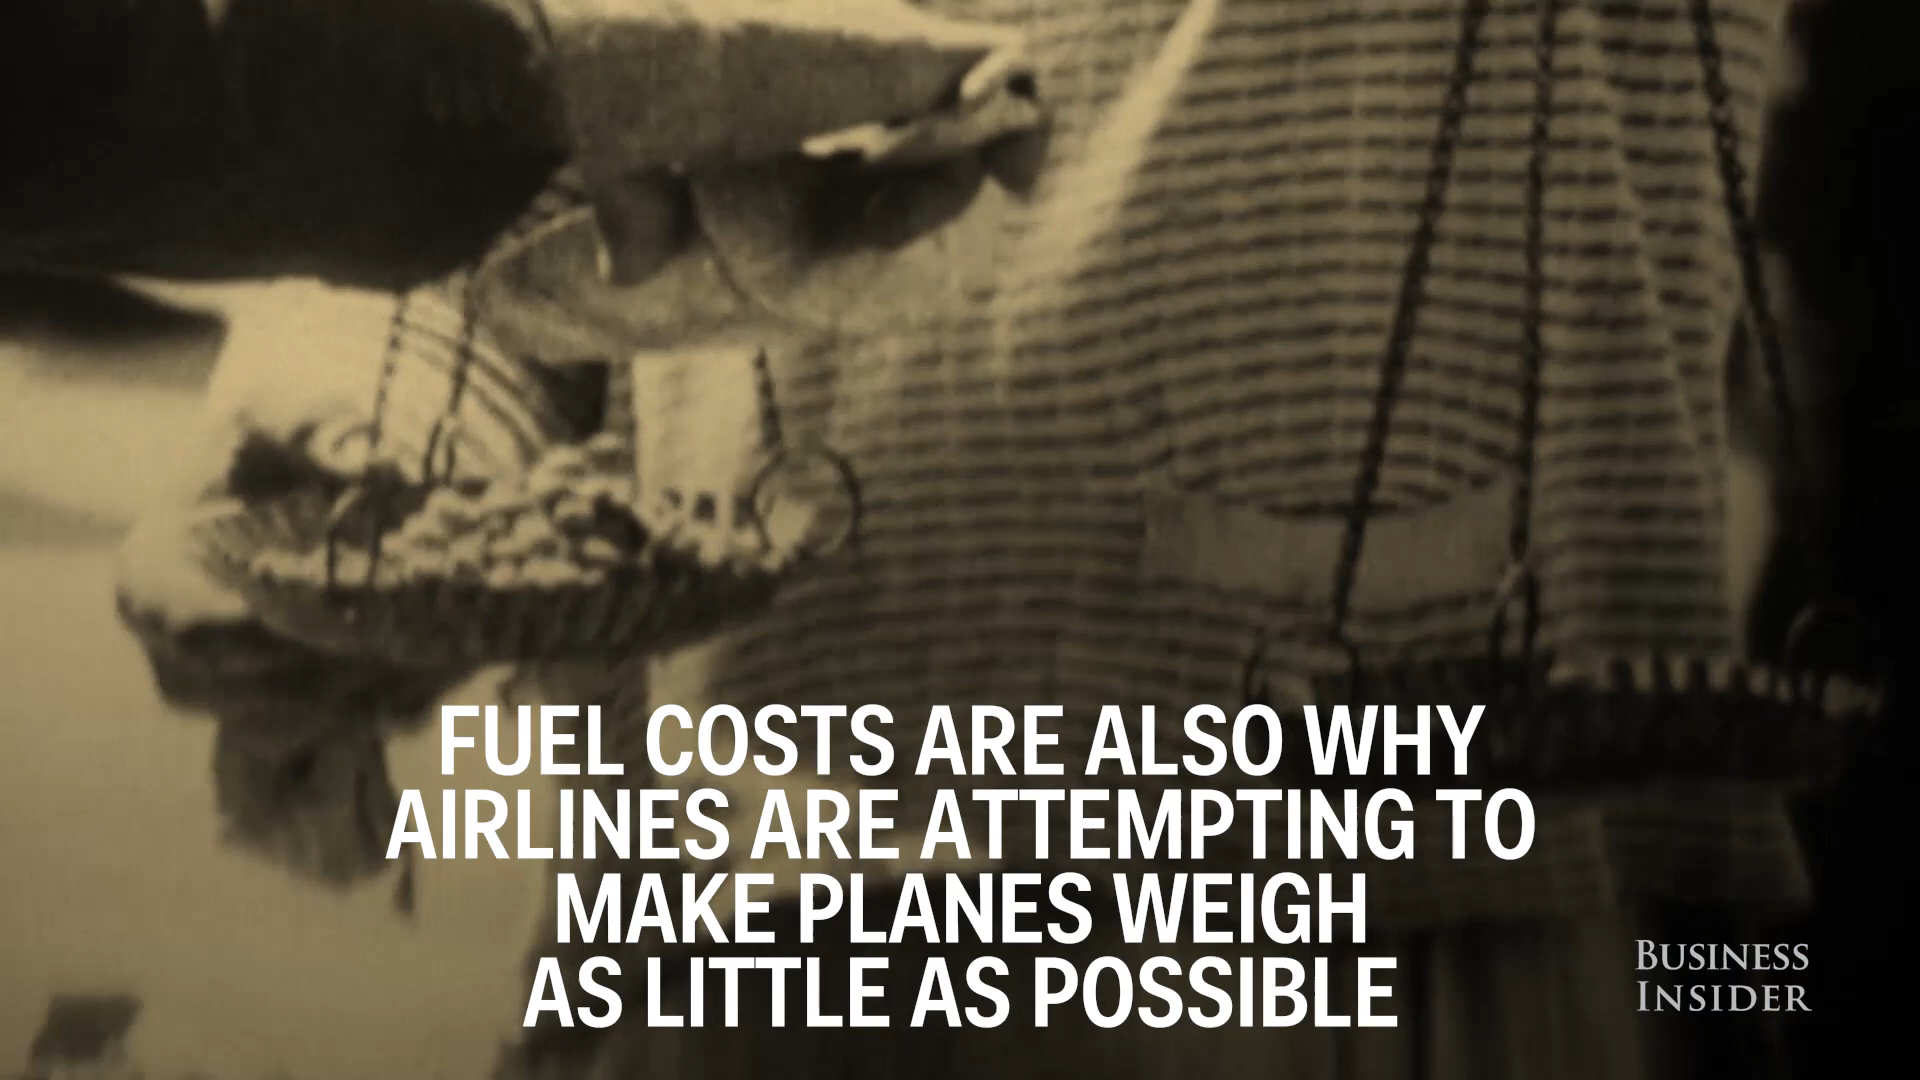 FUEL COSTS ARE ALSO WHY
AIRLINES ARE ATTEMPTING TO
MAKE PLANES WEIGH
AS LITTLE AS POSSIBLE
BUSINESS
INSIDER